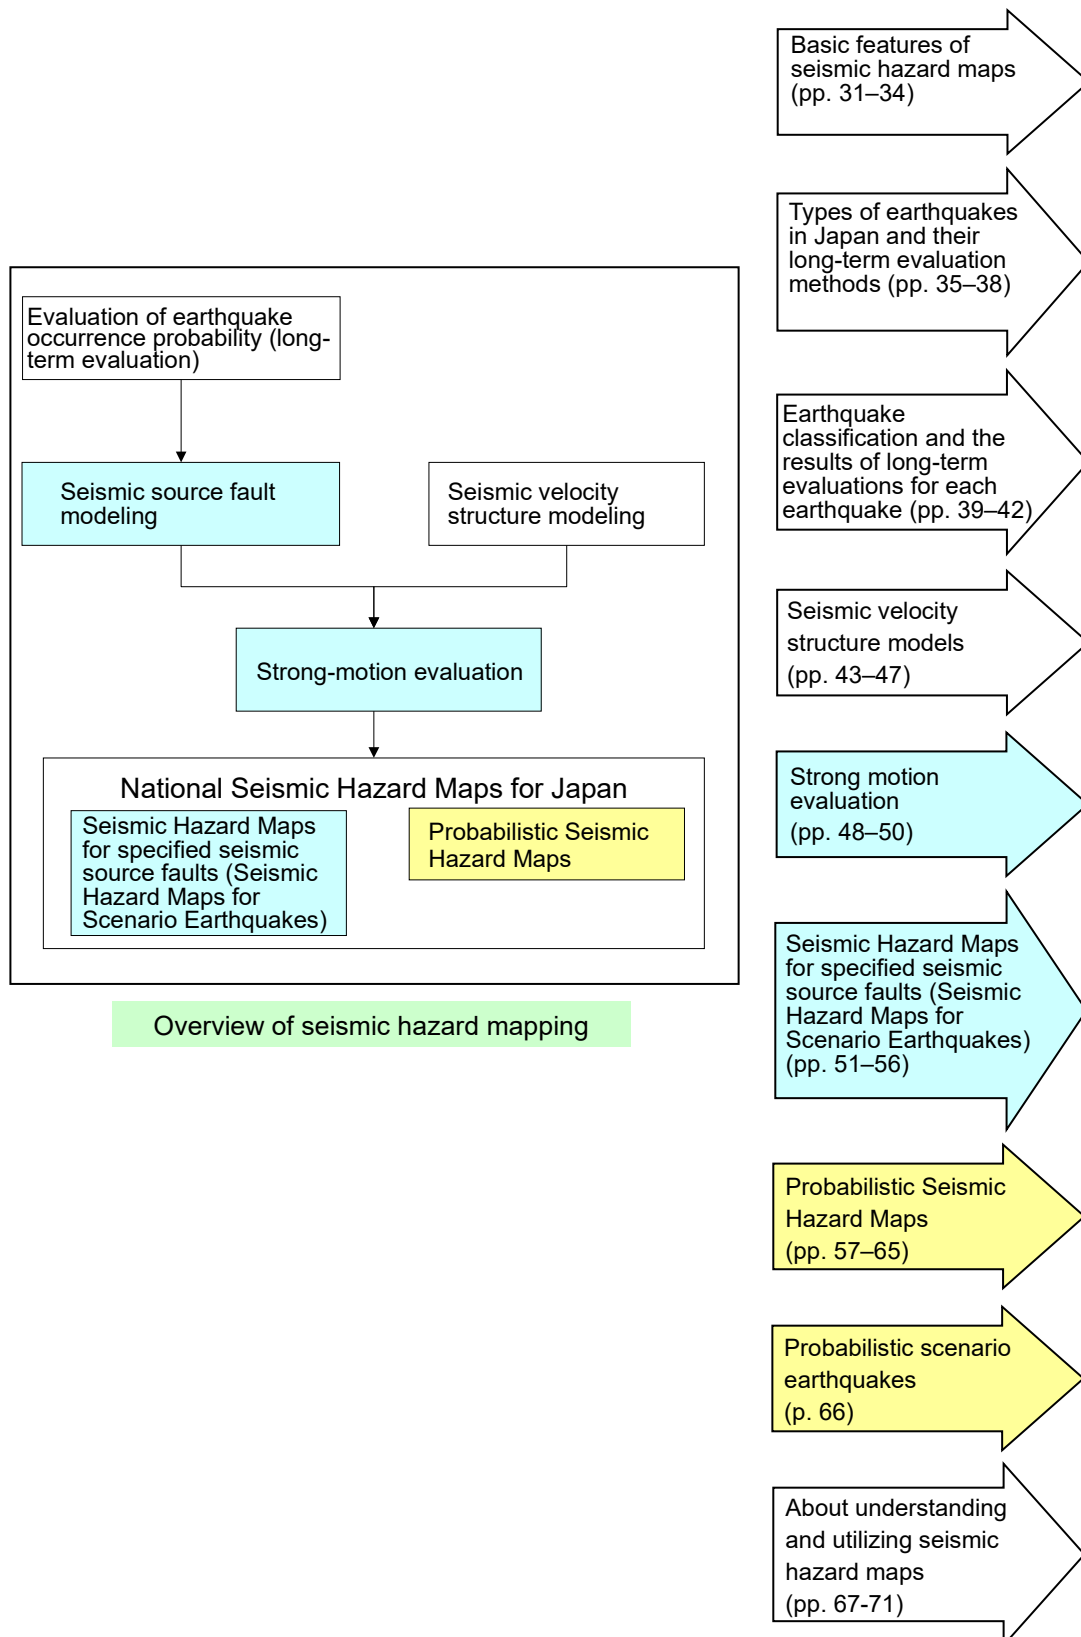 Evaluation of earthquake
occurrence probability (long-
term evaluation)
Seismic source fault
modeling
Seismic velocity
structure modeling
Strong-motion evaluation
National Seismic Hazard Maps for Japan
Seismic Hazard Maps
for specified seismic
source faults (Seismic
Hazard Maps for
Scenario Earthquakes)
Probabilistic Seismic
Hazard Maps
Overview of seismic hazard mapping
Basic features of
seismic hazard maps
(pp. 31–34)
Types of earthquakes
in Japan and their
long-term evaluation
methods (pp. 35–38)
Earthquake
classification and the
results of long-term
evaluations for each
earthquake (pp. 39–42)
Seismic velocity
structure models
(pp. 43–47)
Strong motion
evaluation
(pp. 48–50)
Seismic Hazard Maps
for specified seismic
source faults (Seismic
Hazard Maps for
Scenario Earthquakes)
(pp. 51–56)
Probabilistic Seismic
Hazard Maps
(pp. 57–65)
Probabilistic scenario
earthquakes
(p. 66)
About understanding
and utilizing seismic
hazard maps
(pp. 67-71)